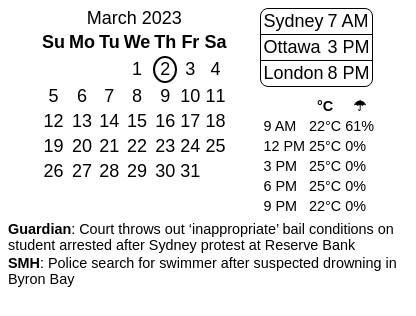 March 2023
Su Mo Tu We Th Fr Sa
1 2 3 4
5 6 7 8 9 10 11
12 13 14 15 16 17 18
19 20 21 22 23 24 25
26 27 28 29 30 31
Sydney 7 AM
Ottawa 3 PM
London 8 PM
°C ☂
9 AM 22°C 61%
12 PM 25°C 0%
3 PM 25°C 0%
6 PM 25°C 0%
9 PM 22°C 0%
Guardian: Court throws out ‘inappropriate’ bail conditions on
student arrested after Sydney protest at Reserve Bank
SMH: Police search for swimmer after suspected drowning in
Byron Bay